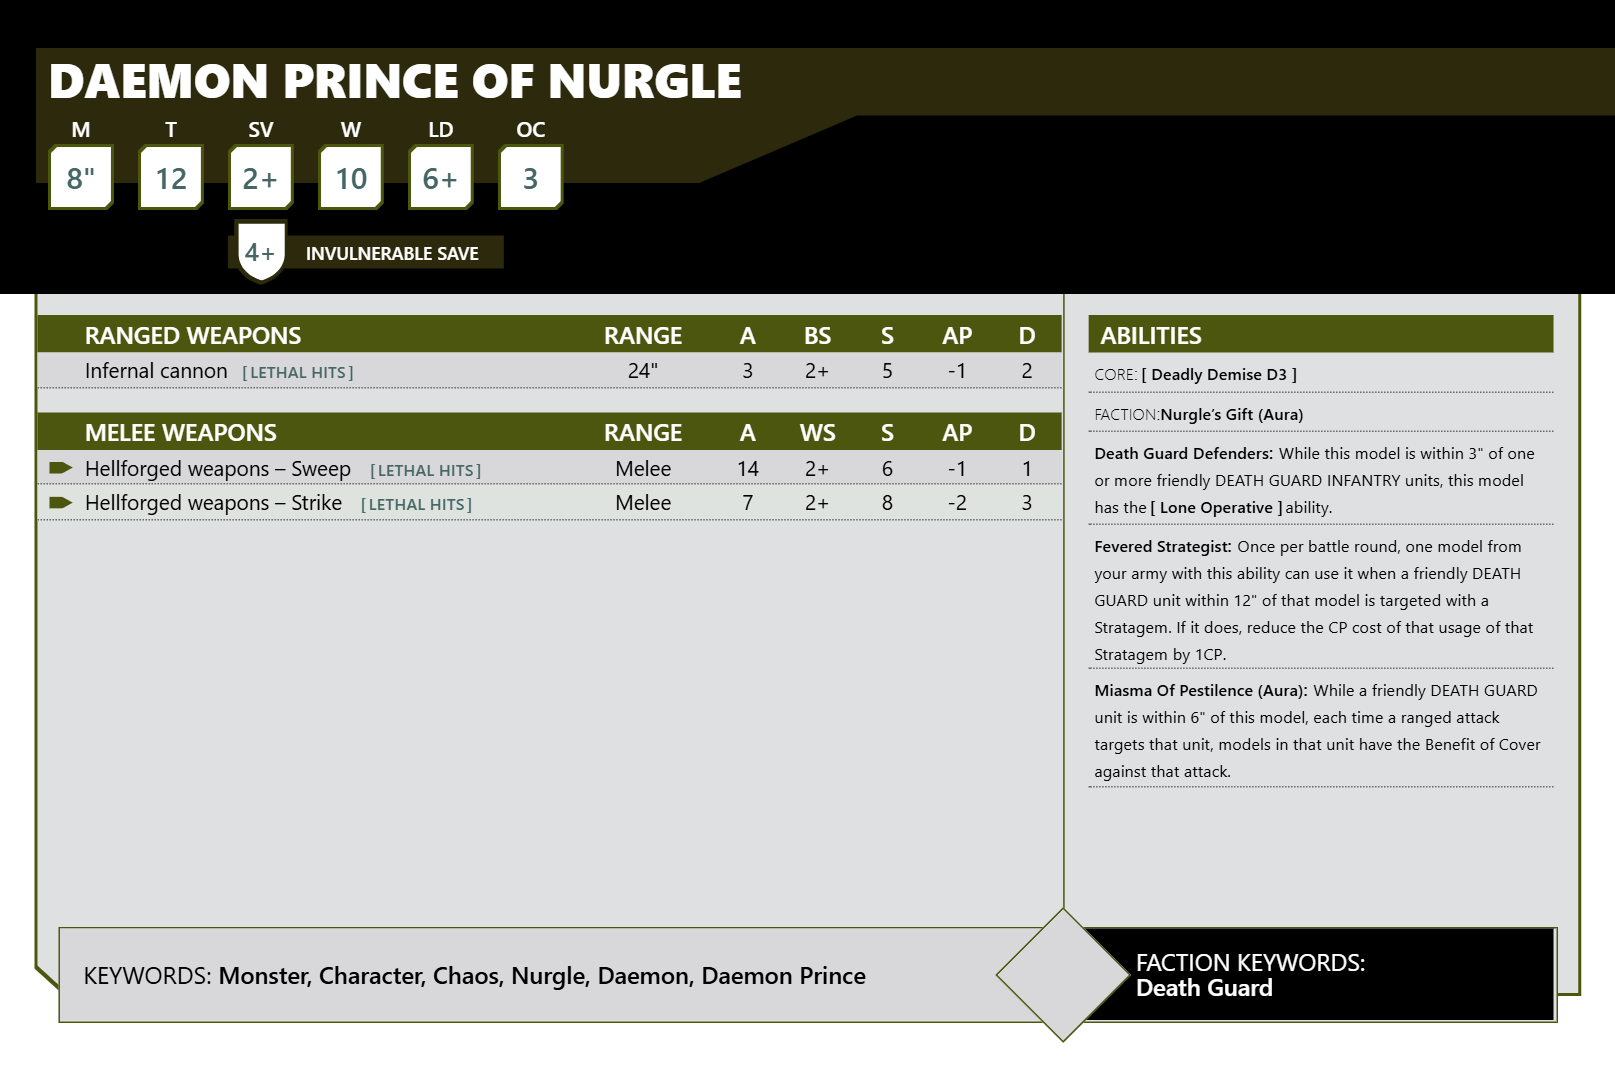 DAEMON PRINCE OF NURGLE
M T SV W LD OC
8" 12 2+ 10 6+ 3
4+ INVULNERABLE SAVE
RANGED WEAPONS RANGE A BS S AP D
Infernal cannon [LETHAL HITS] 24" 3 2+ 5 -1 2
MELEE WEAPONS RANGE A WS S AP D
Hellforged weapons – Sweep [LETHAL HITS] Melee 14 2+ 6 -1 1
Hellforged weapons – Strike [LETHAL HITS] Melee 7 2+ 8 -2 3
ABILITIES
CORE: [ Deadly Demise D3 ]
FACTION:Nurgle’s Gift (Aura)
Death Guard Defenders: While this model is within 3" of one
or more friendly DEATH GUARD INFANTRY units, this model
has the [ Lone Operative ] ability.
Fevered Strategist: Once per battle round, one model from
your army with this ability can use it when a friendly DEATH
GUARD unit within 12" of that model is targeted with a
Stratagem. If it does, reduce the CP cost of that usage of that
Stratagem by 1CP.
Miasma Of Pestilence (Aura): While a friendly DEATH GUARD
unit is within 6" of this model, each time a ranged attack
targets that unit, models in that unit have the Benefit of Cover
against that attack.
KEYWORDS: Monster, Character, Chaos, Nurgle, Daemon, Daemon Prince
FACTION KEYWORDS:
Death Guard